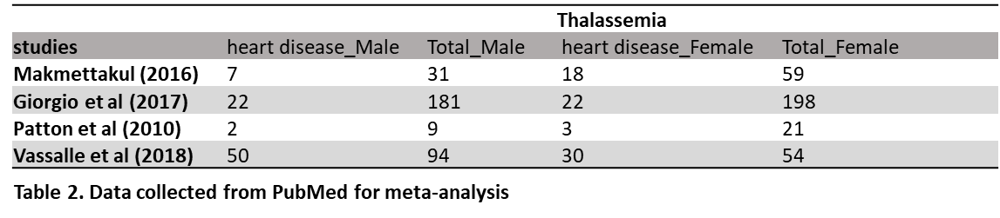 Thalassemia
studies heart disease_Male Total_Male heart disease_Female Total_Female
Makmettakul (2016) 7 31 18 59
Giorgio et al (2017) 22 181 22 198
Patton et al (2010) 2 9 3 21
Vassalle et al (2018) 50 94 30 54
Table 2. Data collected from PubMed for meta-analysis